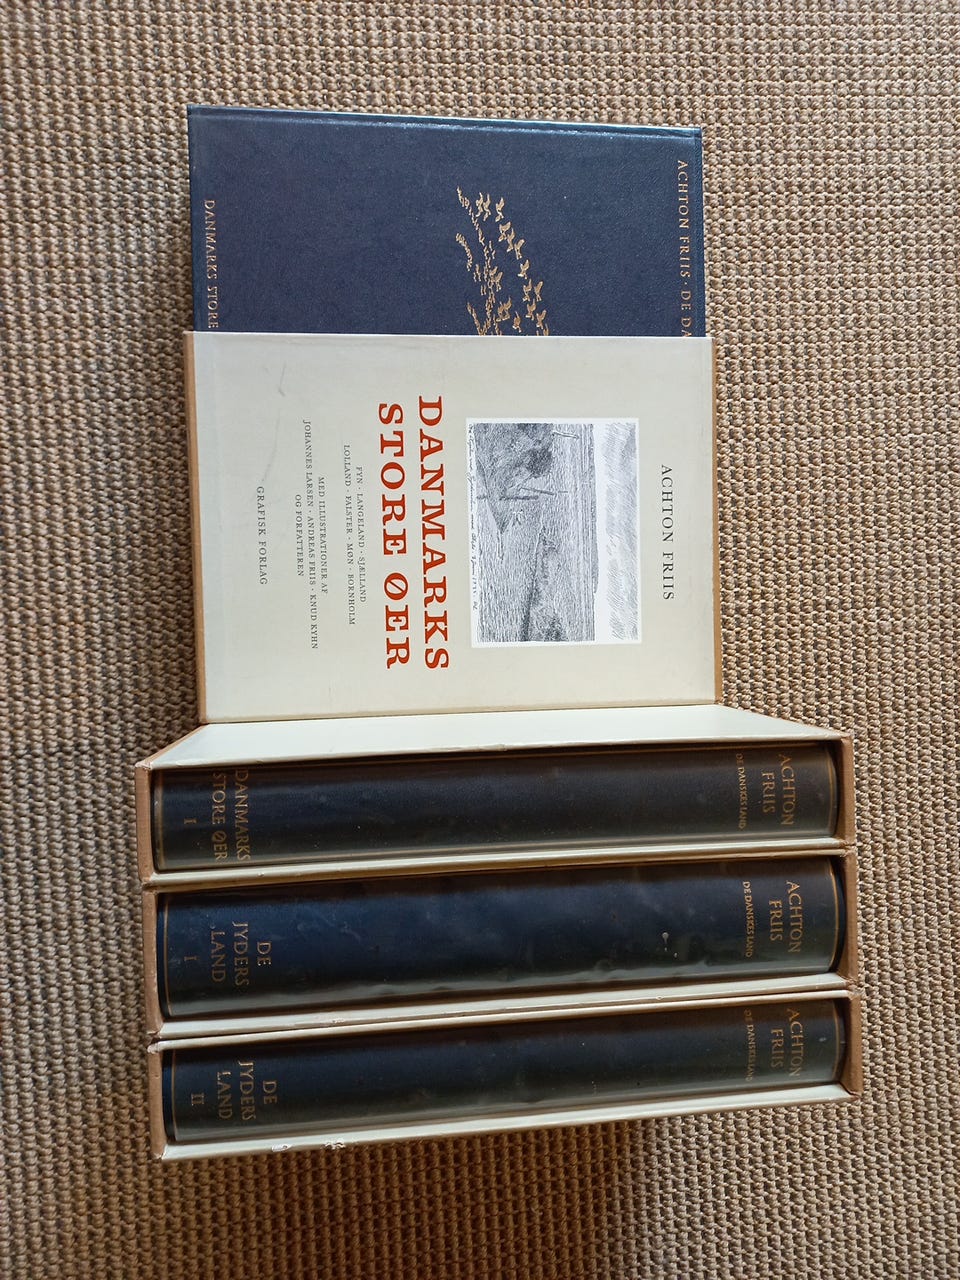 ACHTON FRIIS · DE DA
DANMARKS STORE
ACHTON FRIIS
DANMARKS
STORE ØER
FYN · LANGELAND · SJÆLLAND
LOLLAND · FALSTER · MØN · BORNHOLM
MED ILLUSTRATIONER AF
JOHANNES LARSEN · ANDREAS FRIIS · KNUD KYHN
OG FORFATTEREN
GRAFISK FORLAG
ACHTON
FRIIS
DE DANSKES LAND
DANMARKS
STORE ØER
I
ACHTON
FRIIS
DE DANSKES LAND
DE
JYDERS
LAND
I
ACHTON
FRIIS
DE DANSKES LAND
DE
JYDERS
LAND
II